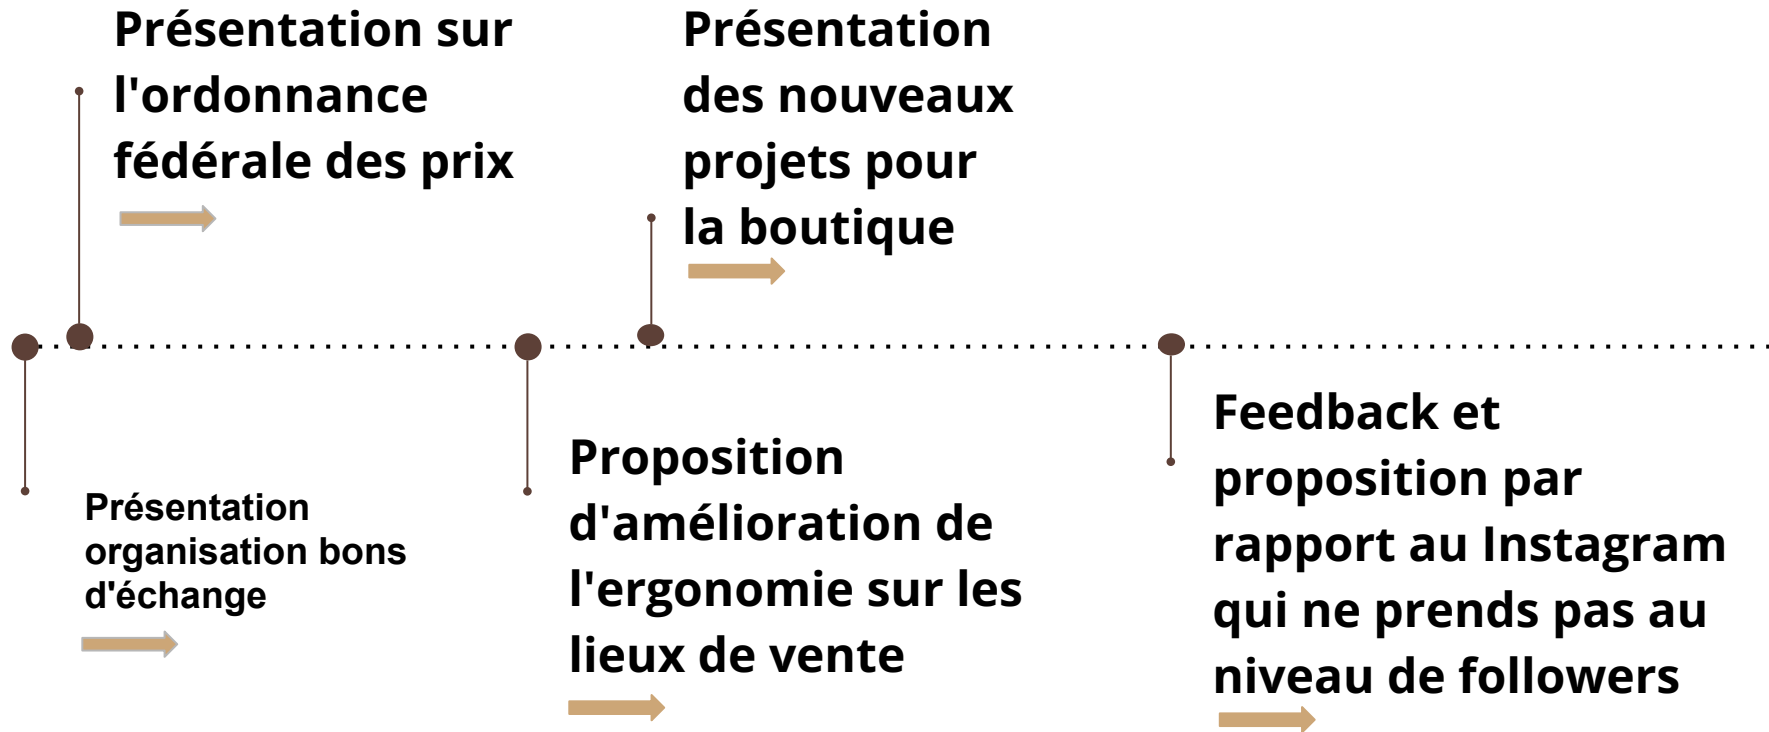 Présentation sur
l'ordonnance
fédérale des prix
Présentation
des nouveaux
projets pour
la boutique
Présentation
organisation bons
d'échange
Proposition
d'amélioration de
l'ergonomie sur les
lieux de vente
Feedback et
proposition par
rapport au Instagram
qui ne prends pas au
niveau de followers